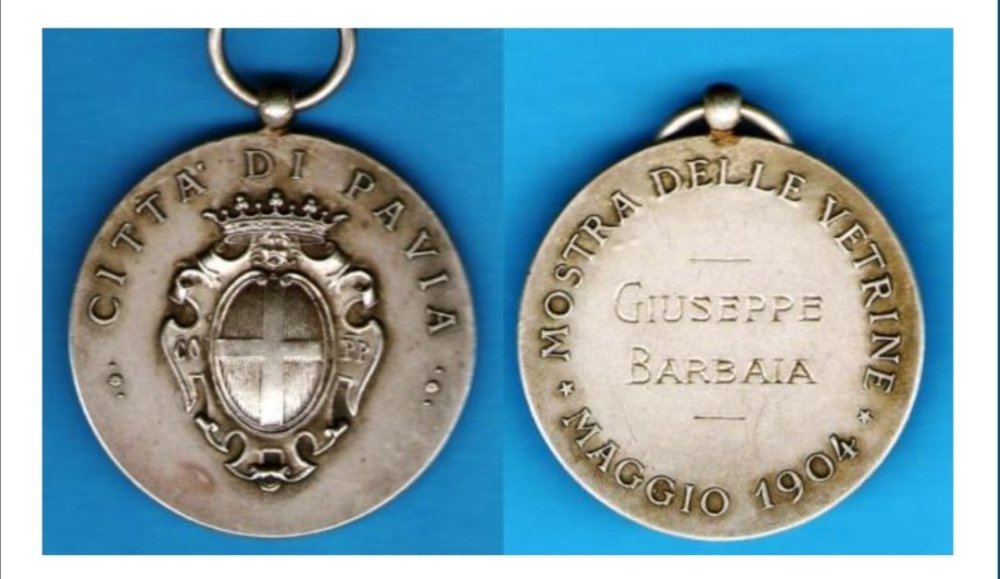 CITTA' DI PAVIA
CO PP
MOSTRA DELLE VETRINE
GIUSEPPE
BARBAIA
* MAGGIO 1904 *